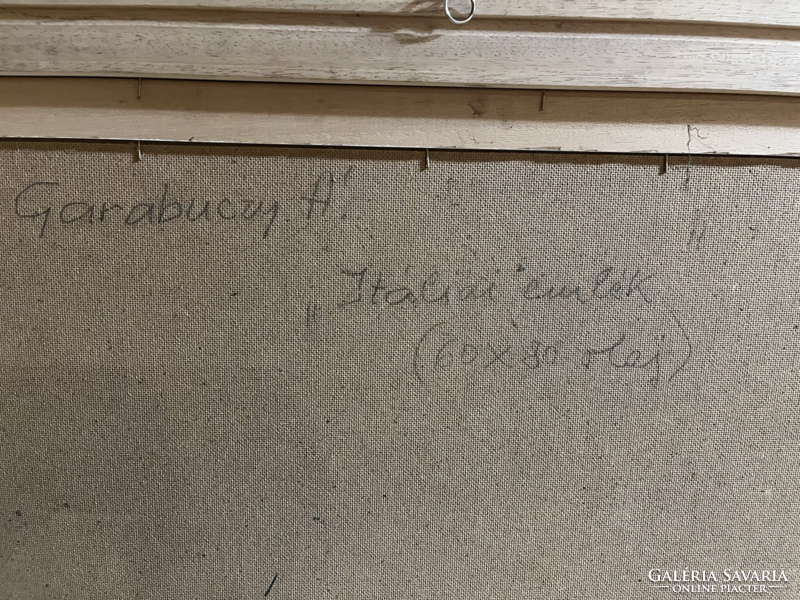 Garabuczy Á!
„Itáliai emlék"
(60x80 olaj)
GALÉRIA SAVARIA
ONLINE PIACTÉR